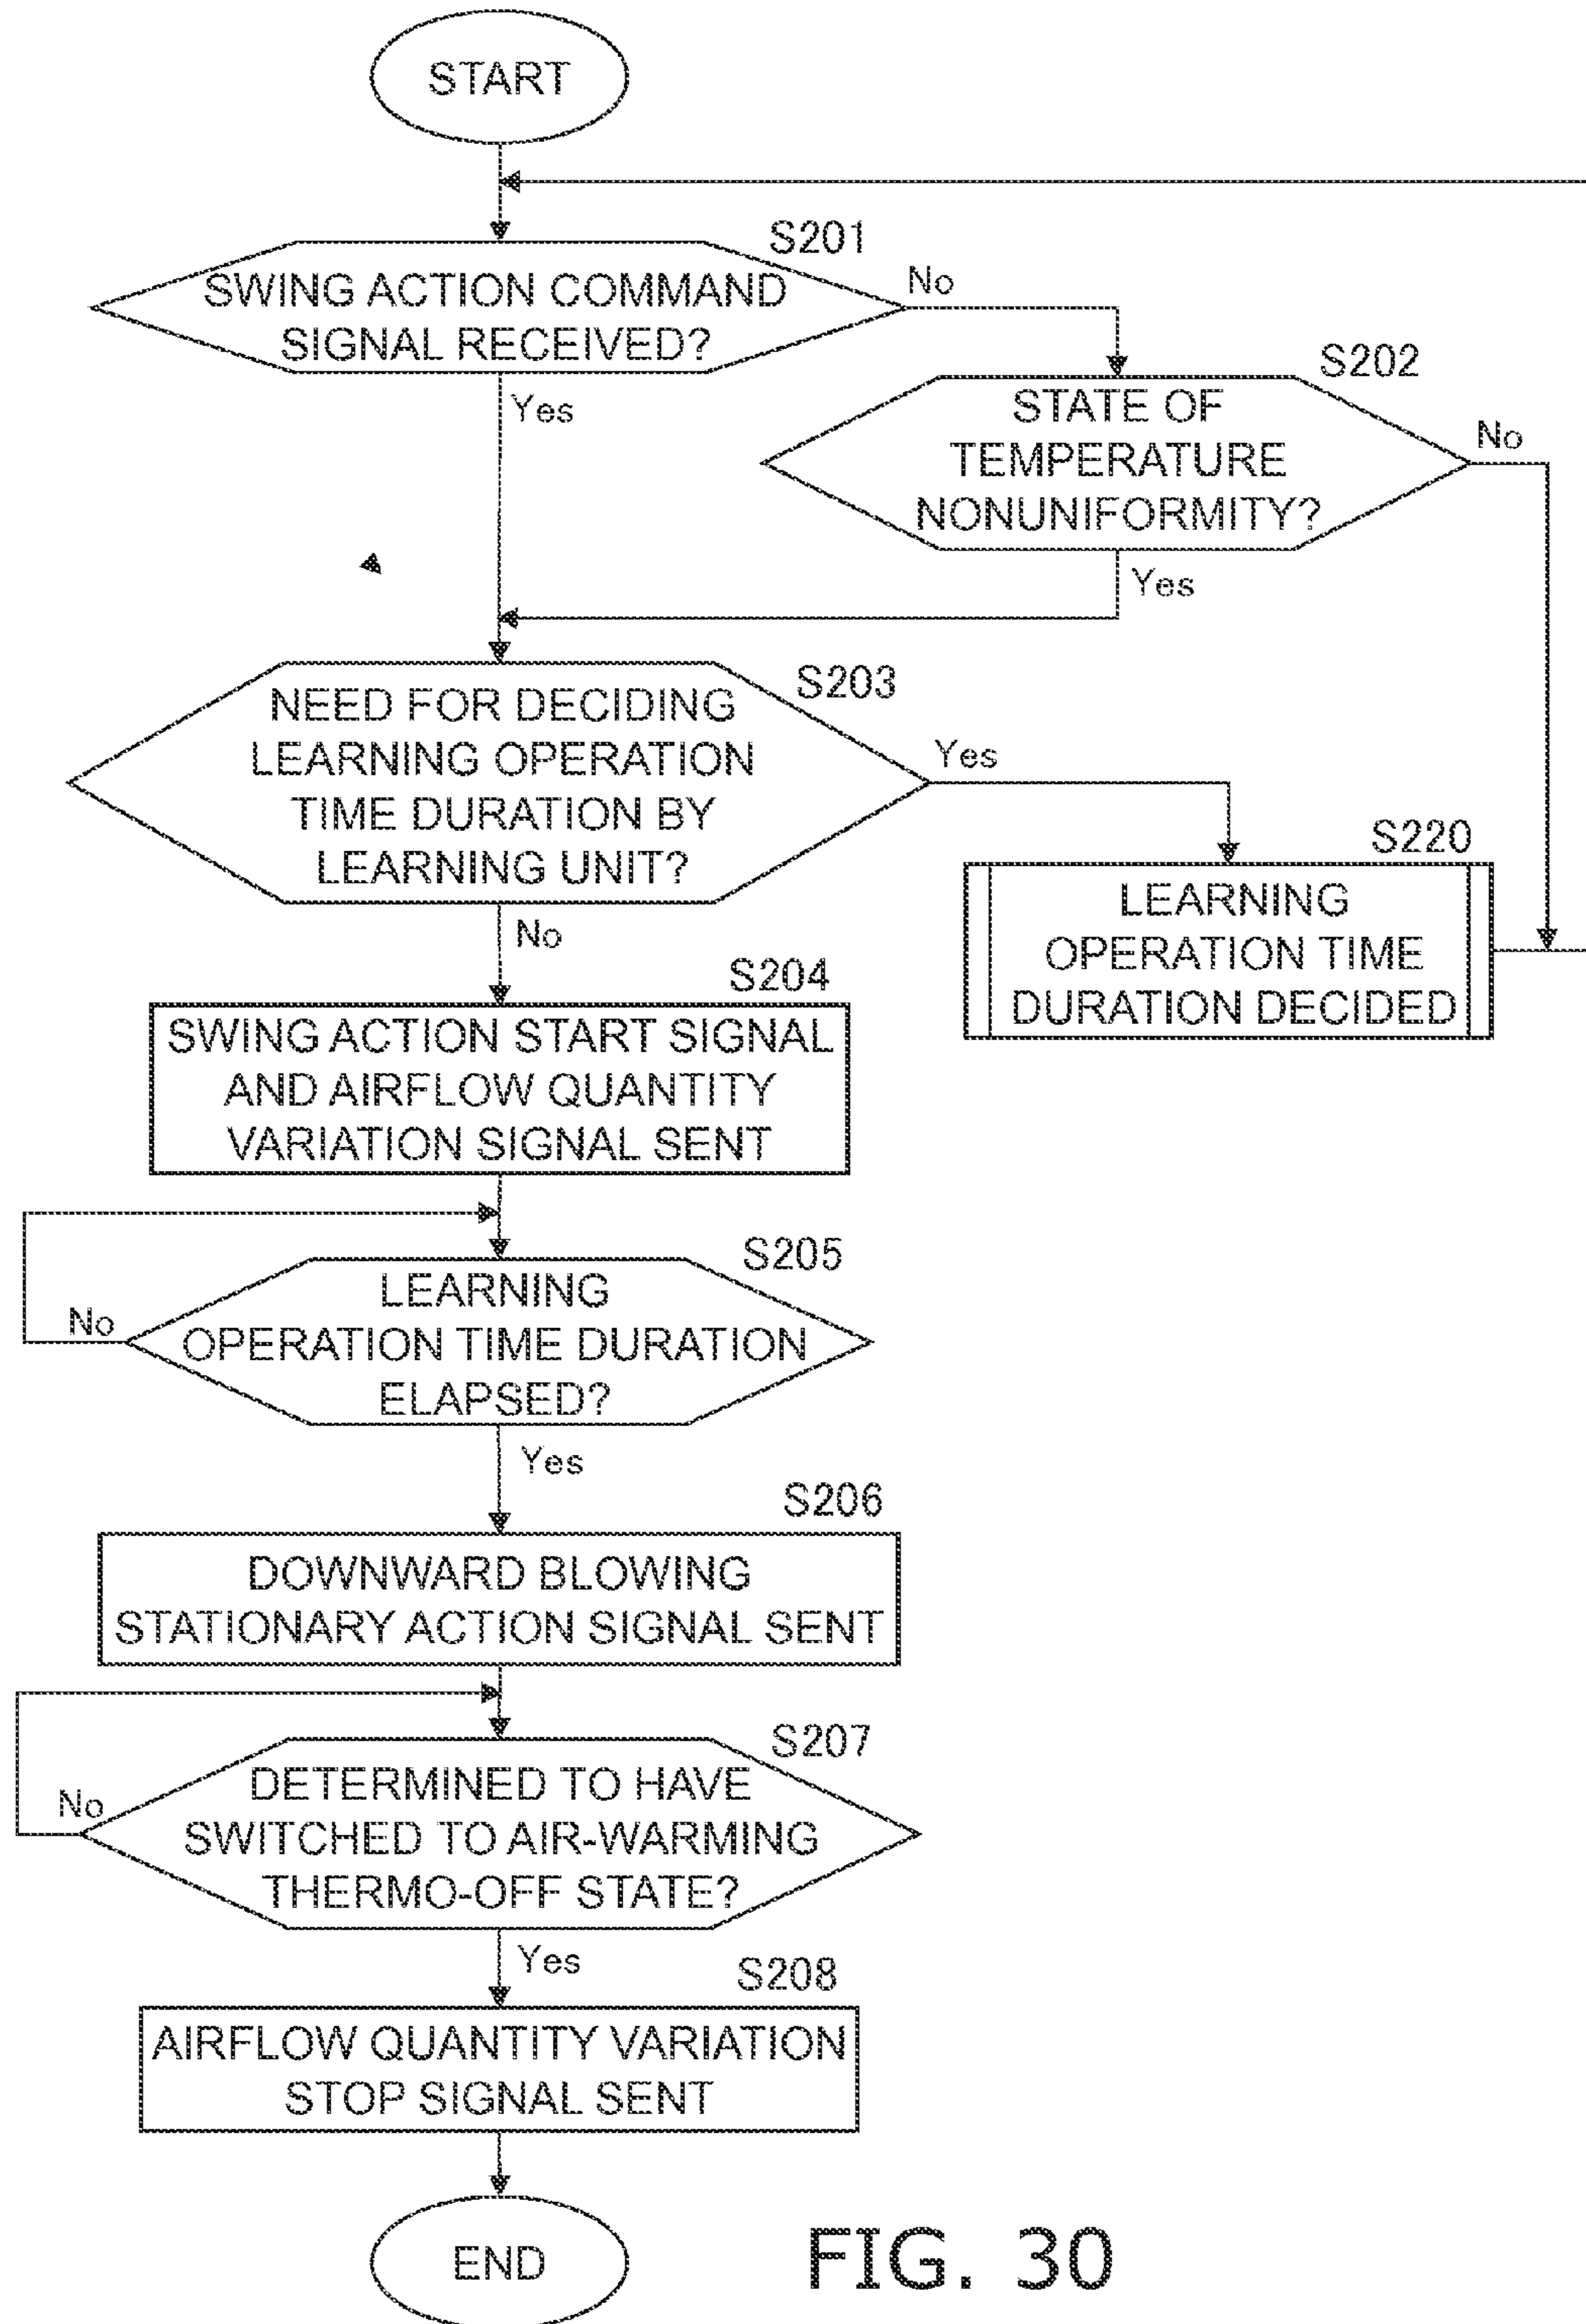 START
S201
SWING ACTION COMMAND
SIGNAL RECEIVED?
No
Yes
S202
STATE OF
TEMPERATURE
NONUNIFORMITY?
No
Yes
S203
NEED FOR DECIDING
LEARNING OPERATION
TIME DURATION BY
LEARNING UNIT?
Yes
No
S220
LEARNING
OPERATION TIME
DURATION DECIDED
S204
SWING ACTION START SIGNAL
AND AIRFLOW QUANTITY
VARIATION SIGNAL SENT
S205
LEARNING
OPERATION TIME DURATION
ELAPSED?
No
Yes
S206
DOWNWARD BLOWING
STATIONARY ACTION SIGNAL SENT
S207
DETERMINED TO HAVE
SWITCHED TO AIR-WARMING
THERMO-OFF STATE?
No
Yes
S208
AIRFLOW QUANTITY VARIATION
STOP SIGNAL SENT
END
FIG. 30